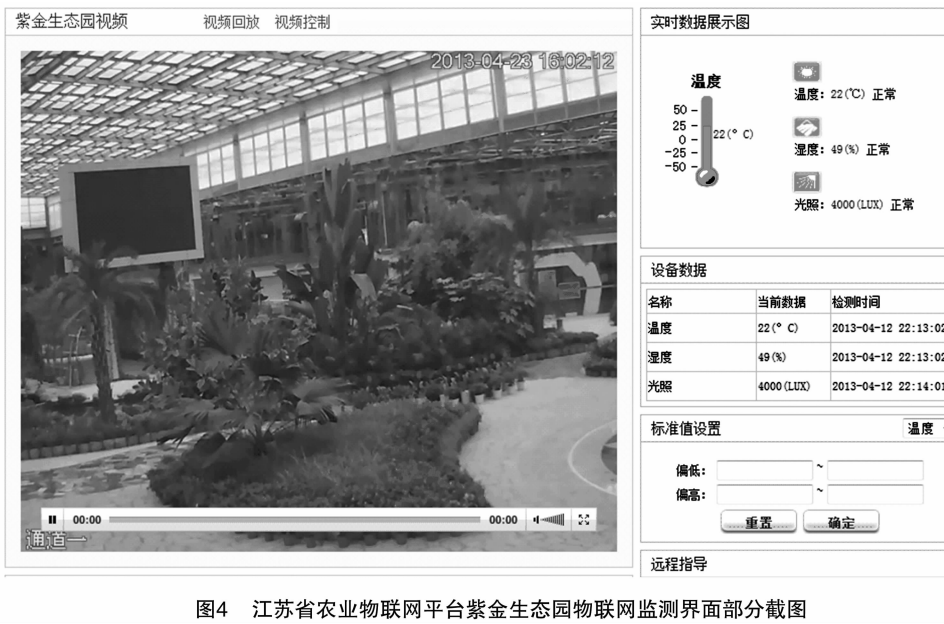 紫金生态园视频 视频回放 视频控制
2013-04-23 16:02:12
00:00 00:00
通道一
实时数据展示图
温度
50
25
0
-25
-50
22(° C)
温度: 22(℃) 正常
湿度: 49(%) 正常
光照: 4000(LUX) 正常
设备数据
名称 当前数据 检测时间
温度 22(° C) 2013-04-12 22:13:02
湿度 49(%) 2013-04-12 22:13:02
光照 4000(LUX) 2013-04-12 22:14:01
标准值设置 温度
偏低: ~
偏高: ~
重置 确定
远程指导
图4 江苏省农业物联网平台紫金生态园物联网监测界面部分截图